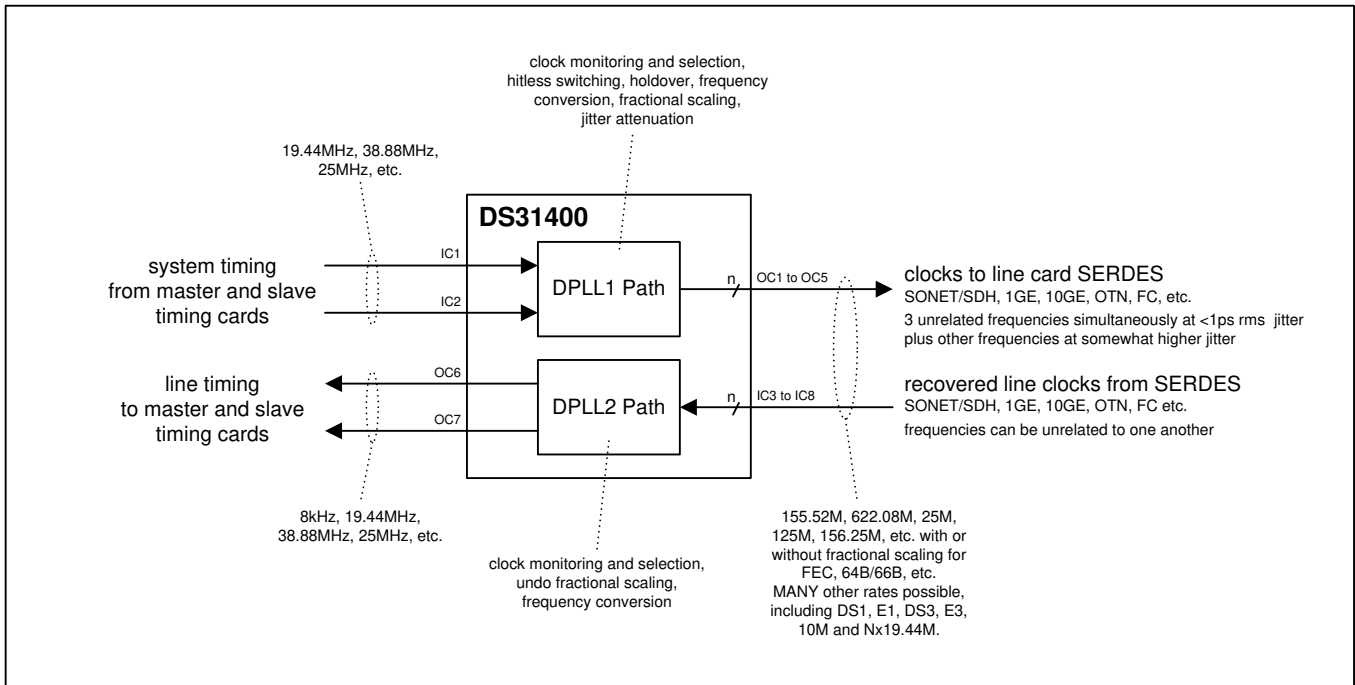 clock monitoring and selection,
hitless switching, holdover, frequency
conversion, fractional scaling,
jitter attenuation
19.44MHz, 38.88MHz,
25MHz, etc.
DS31400
system timing
from master and slave
timing cards
IC1
IC2
DPLL1 Path
n
OC1 to OC5
clocks to line card SERDES
SONET/SDH, 1GE, 10GE, OTN, FC, etc.
3 unrelated frequencies simultaneously at <1ps rms jitter
plus other frequencies at somewhat higher jitter
line timing
to master and slave
timing cards
OC6
OC7
DPLL2 Path
n
IC3 to IC8
recovered line clocks from SERDES
SONET/SDH, 1GE, 10GE, OTN, FC etc.
frequencies can be unrelated to one another
8kHz, 19.44MHz,
38.88MHz, 25MHz, etc.
clock monitoring and selection,
undo fractional scaling,
frequency conversion
155.52M, 622.08M, 25M,
125M, 156.25M, etc. with or
without fractional scaling for
FEC, 64B/66B, etc.
MANY other rates possible,
including DS1, E1, DS3, E3,
10M and Nx19.44M.